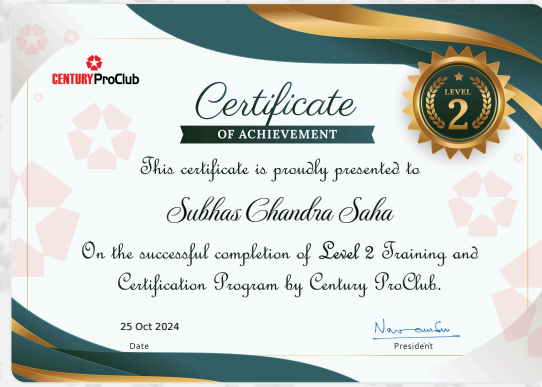 CENTURY ProClub
Certificate
OF ACHIEVEMENT
LEVEL
2
This certificate is proudly presented to
Subhas Chandra Saha
On the successful completion of Level 2 Training and
Certification Program by Century ProClub.
25 Oct 2024
Date
President